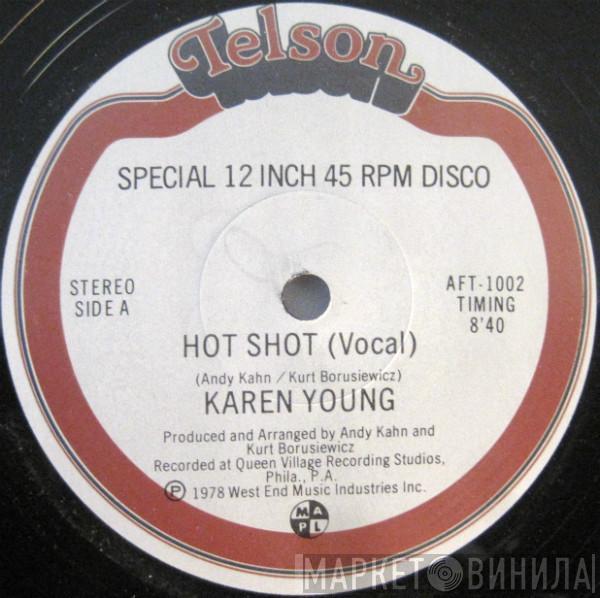 Telson
SPECIAL 12 INCH 45 RPM DISCO
STEREO
SIDE A
AFT-1002
TIMING
8'40
HOT SHOT (Vocal)
(Andy Kahn / Kurt Borusiewicz)
KAREN YOUNG
Produced and Arranged by Andy Kahn and
Kurt Borusiewicz
Recorded at Queen Village Recording Studios,
Phila., P.A.
Ⓟ 1978 West End Music Industries Inc.
M A
P L
МАРКЕТ ВИНИЛА